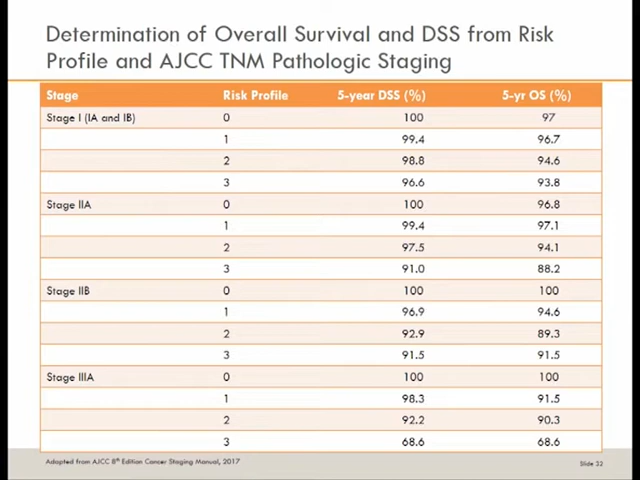 Determination of Overall Survival and DSS from Risk
Profile and AJCC TNM Pathologic Staging
Stage Risk Profile 5-year DSS (%) 5-yr OS (%)
Stage I (IA and IB) 0 100 97
1 99.4 96.7
2 98.8 94.6
3 96.6 93.8
Stage IIA 0 100 96.8
1 99.4 97.1
2 97.5 94.1
3 91.0 88.2
Stage IIB 0 100 100
1 96.9 94.6
2 92.9 89.3
3 91.5 91.5
Stage IIIA 0 100 100
1 98.3 91.5
2 92.2 90.3
3 68.6 68.6
Adapted from AJCC 8th Edition Cancer Staging Manual, 2017
Slide 32